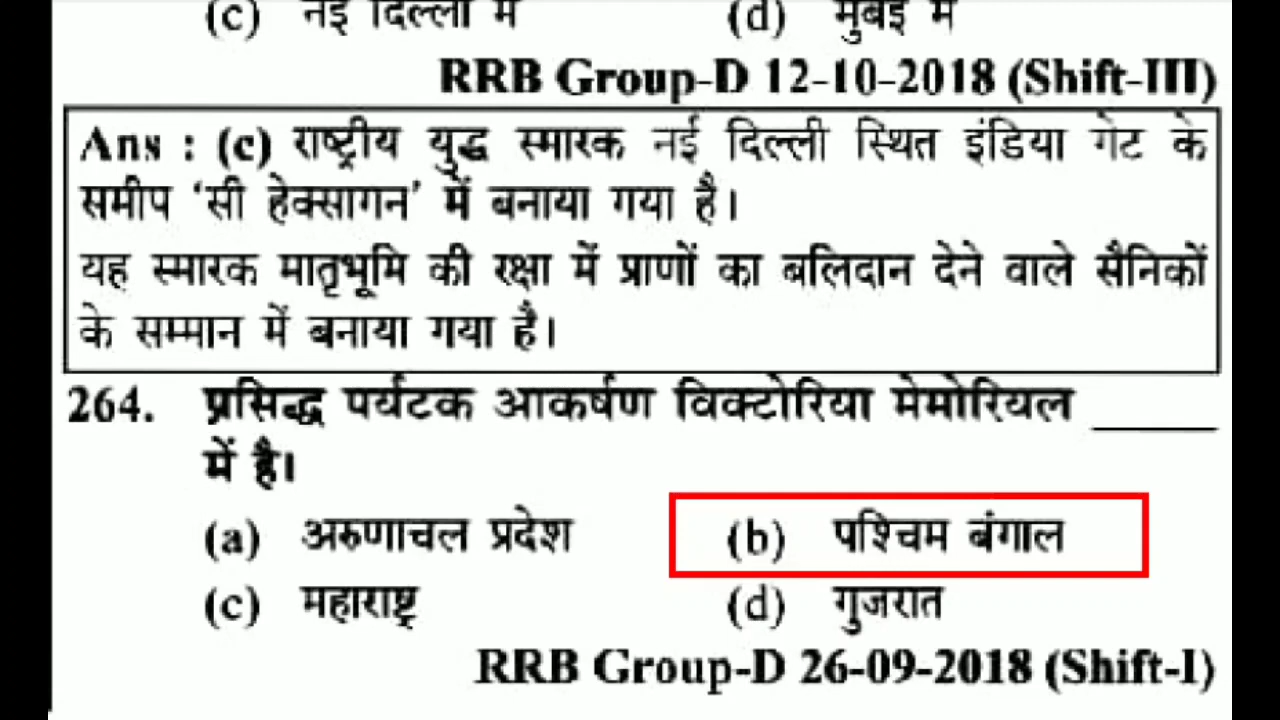 (c) नई दिल्ली में (d) मुंबई में
RRB Group-D 12-10-2018 (Shift-III)
Ans : (c) राष्ट्रीय युद्ध स्मारक नई दिल्ली स्थित इंडिया गेट के
समीप ‘सी हेक्सागन’ में बनाया गया है।
यह स्मारक मातृभूमि की रक्षा में प्राणों का बलिदान देने वाले सैनिकों
के सम्मान में बनाया गया है।
264. प्रसिद्ध पर्यटक आकर्षण विक्टोरिया मेमोरियल _____
में है।
(a) अरुणाचल प्रदेश (b) पश्चिम बंगाल
(c) महाराष्ट्र (d) गुजरात
RRB Group-D 26-09-2018 (Shift-I)